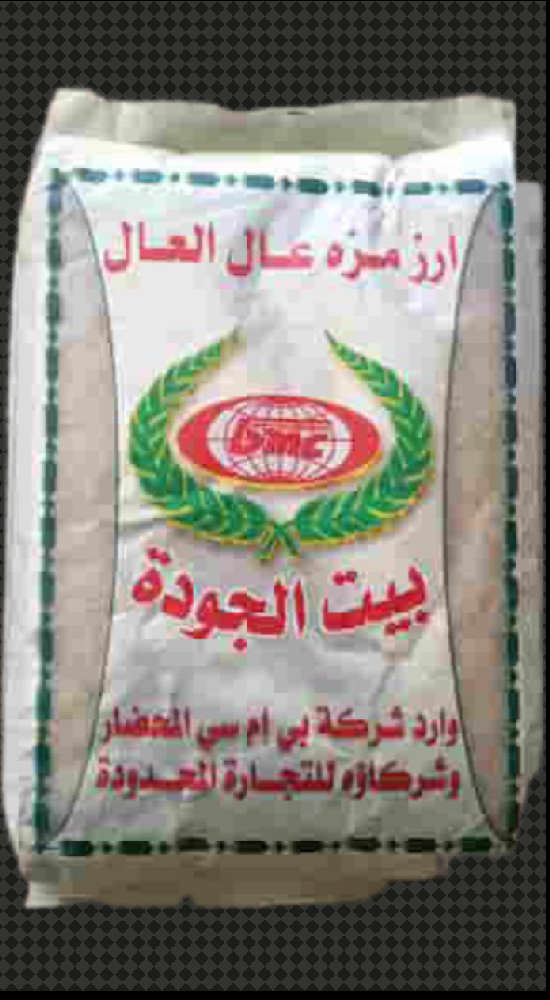 ارز مزه عال العال
bmc
بيت الجودة
وارد شركة بي ام سي المحضار
وشركاؤه للتجارة المحدودة